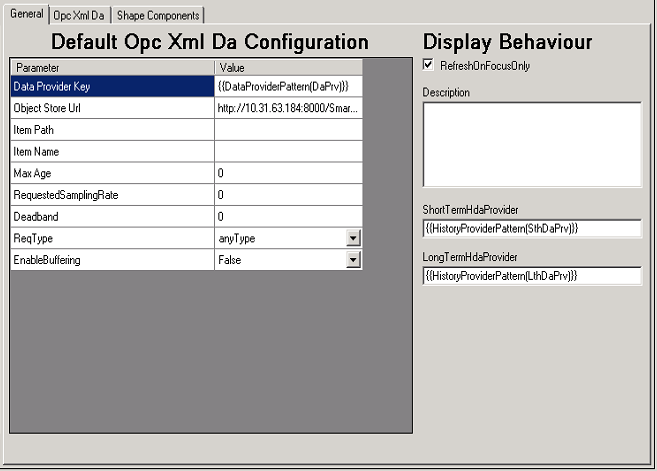 General Opc Xml Da Shape Components
Default Opc Xml Da Configuration
Parameter Value
Data Provider Key {{DataProviderPattern(DaPrv)}}
Object Store Url http://10.31.63.184:8000/Smar...
Item Path
Item Name
Max Age 0
RequestedSamplingRate 0
Deadband 0
ReqType anyType
EnableBuffering False
Display Behaviour
RefreshOnFocusOnly
Description
ShortTermHdaProvider
{{HistoryProviderPattern(SthDaPrv)}}
LongTermHdaProvider
{{HistoryProviderPattern(LthDaPrv)}}